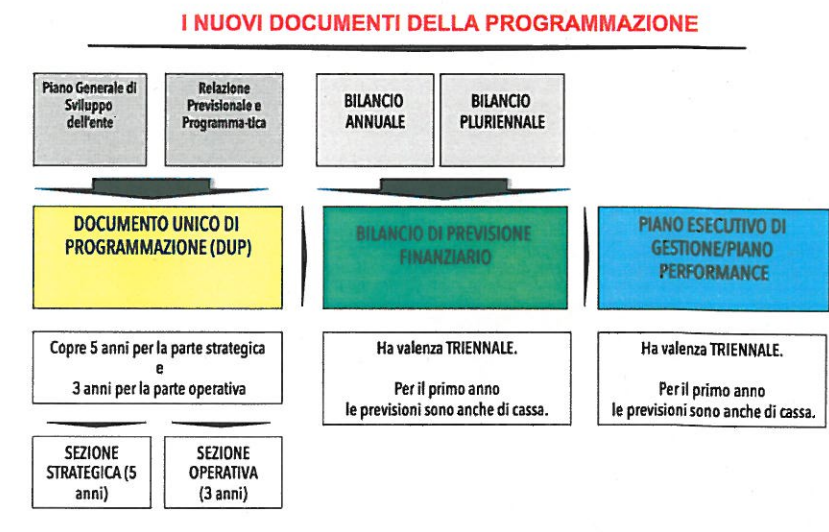 I NUOVI DOCUMENTI DELLA PROGRAMMAZIONE
Piano Generale di
Sviluppo
dell'ente
Relazione
Previsionale e
Programma-tica
BILANCIO
ANNUALE
BILANCIO
PLURIENNALE
DOCUMENTO UNICO DI
PROGRAMMAZIONE (DUP)
BILANCIO DI PREVISIONE
FINANZIARIO
PIANO ESECUTIVO DI
GESTIONE/PIANO
PERFORMANCE
Copre 5 anni per la parte strategica
e
3 anni per la parte operativa
Ha valenza TRIENNALE.
Per il primo anno
le previsioni sono anche di cassa.
Ha valenza TRIENNALE.
Per il primo anno
le previsioni sono anche di cassa.
SEZIONE
STRATEGICA (5
anni)
SEZIONE
OPERATIVA
(3 anni)